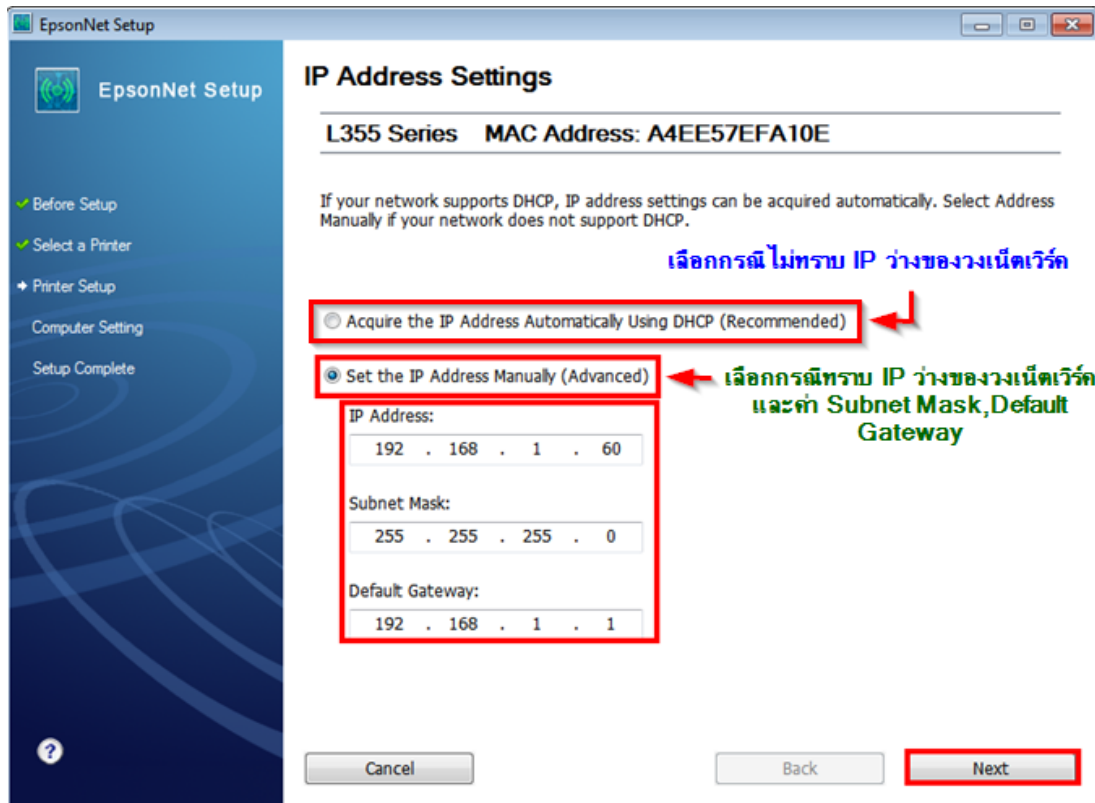 EpsonNet Setup
EpsonNet Setup
Before Setup
Select a Printer
Printer Setup
Computer Setting
Setup Complete
IP Address Settings
L355 Series MAC Address: A4EE57EFA10E
If your network supports DHCP, IP address settings can be acquired automatically. Select Address
Manually if your network does not support DHCP.
เลือกกรณีไม่ทราบ IP ว่างของวงเน็ตเวิร์ค
Acquire the IP Address Automatically Using DHCP (Recommended)
Set the IP Address Manually (Advanced)
เลือกกรณีทราบ IP ว่างของวงเน็ตเวิร์ค
และค่า Subnet Mask,Default
Gateway
IP Address:
192 . 168 . 1 . 60
Subnet Mask:
255 . 255 . 255 . 0
Default Gateway:
192 . 168 . 1 . 1
?
Cancel
Back
Next